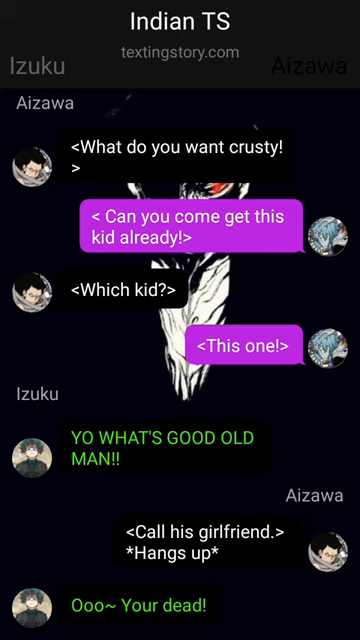 Indian TS
textingstory.com
Izuku
Aizawa
Aizawa
<What do you want crusty!
>
< Can you come get this
kid already!>
<Which kid?>
<This one!>
Izuku
YO WHAT'S GOOD OLD
MAN!!
Aizawa
<Call his girlfriend.>
*Hangs up*
Ooo~ Your dead!